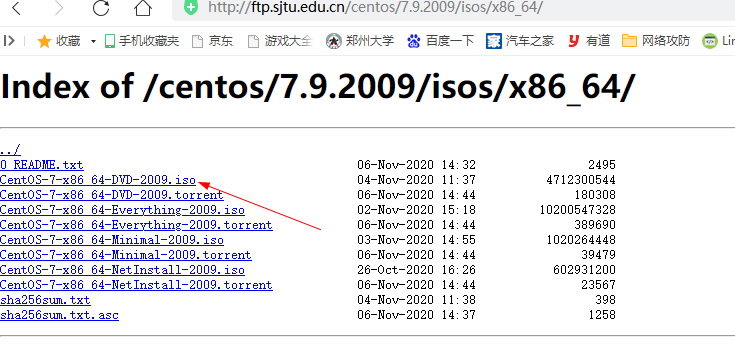 http://ftp.sjtu.edu.cn/centos/7.9.2009/isos/x86_64/
收藏 手机收藏夹 京东 游戏大全 郑州大学 百度一下 汽车之家 有道 网络攻防 Lin
Index of /centos/7.9.2009/isos/x86_64/
../
0_README.txt 06-Nov-2020 14:32 2495
CentOS-7-x86_64-DVD-2009.iso 04-Nov-2020 11:37 4712300544
CentOS-7-x86_64-DVD-2009.torrent 06-Nov-2020 14:44 180308
CentOS-7-x86_64-Everything-2009.iso 02-Nov-2020 15:18 10200547328
CentOS-7-x86_64-Everything-2009.torrent 06-Nov-2020 14:44 389690
CentOS-7-x86_64-Minimal-2009.iso 03-Nov-2020 14:55 1020264448
CentOS-7-x86_64-Minimal-2009.torrent 06-Nov-2020 14:44 39479
CentOS-7-x86_64-NetInstall-2009.iso 26-Oct-2020 16:26 602931200
CentOS-7-x86_64-NetInstall-2009.torrent 06-Nov-2020 14:44 23567
sha256sum.txt 04-Nov-2020 11:38 398
sha256sum.txt.asc 06-Nov-2020 14:37 1258